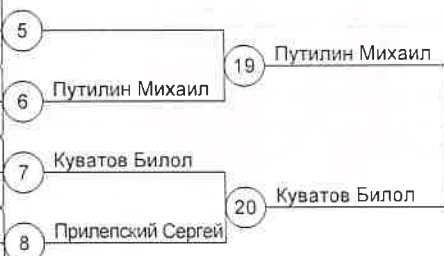 5
19 Путилин Михаил
6 Путилин Михаил
7 Куватов Билол
20 Куватов Билол
8 Прилепский Сергей